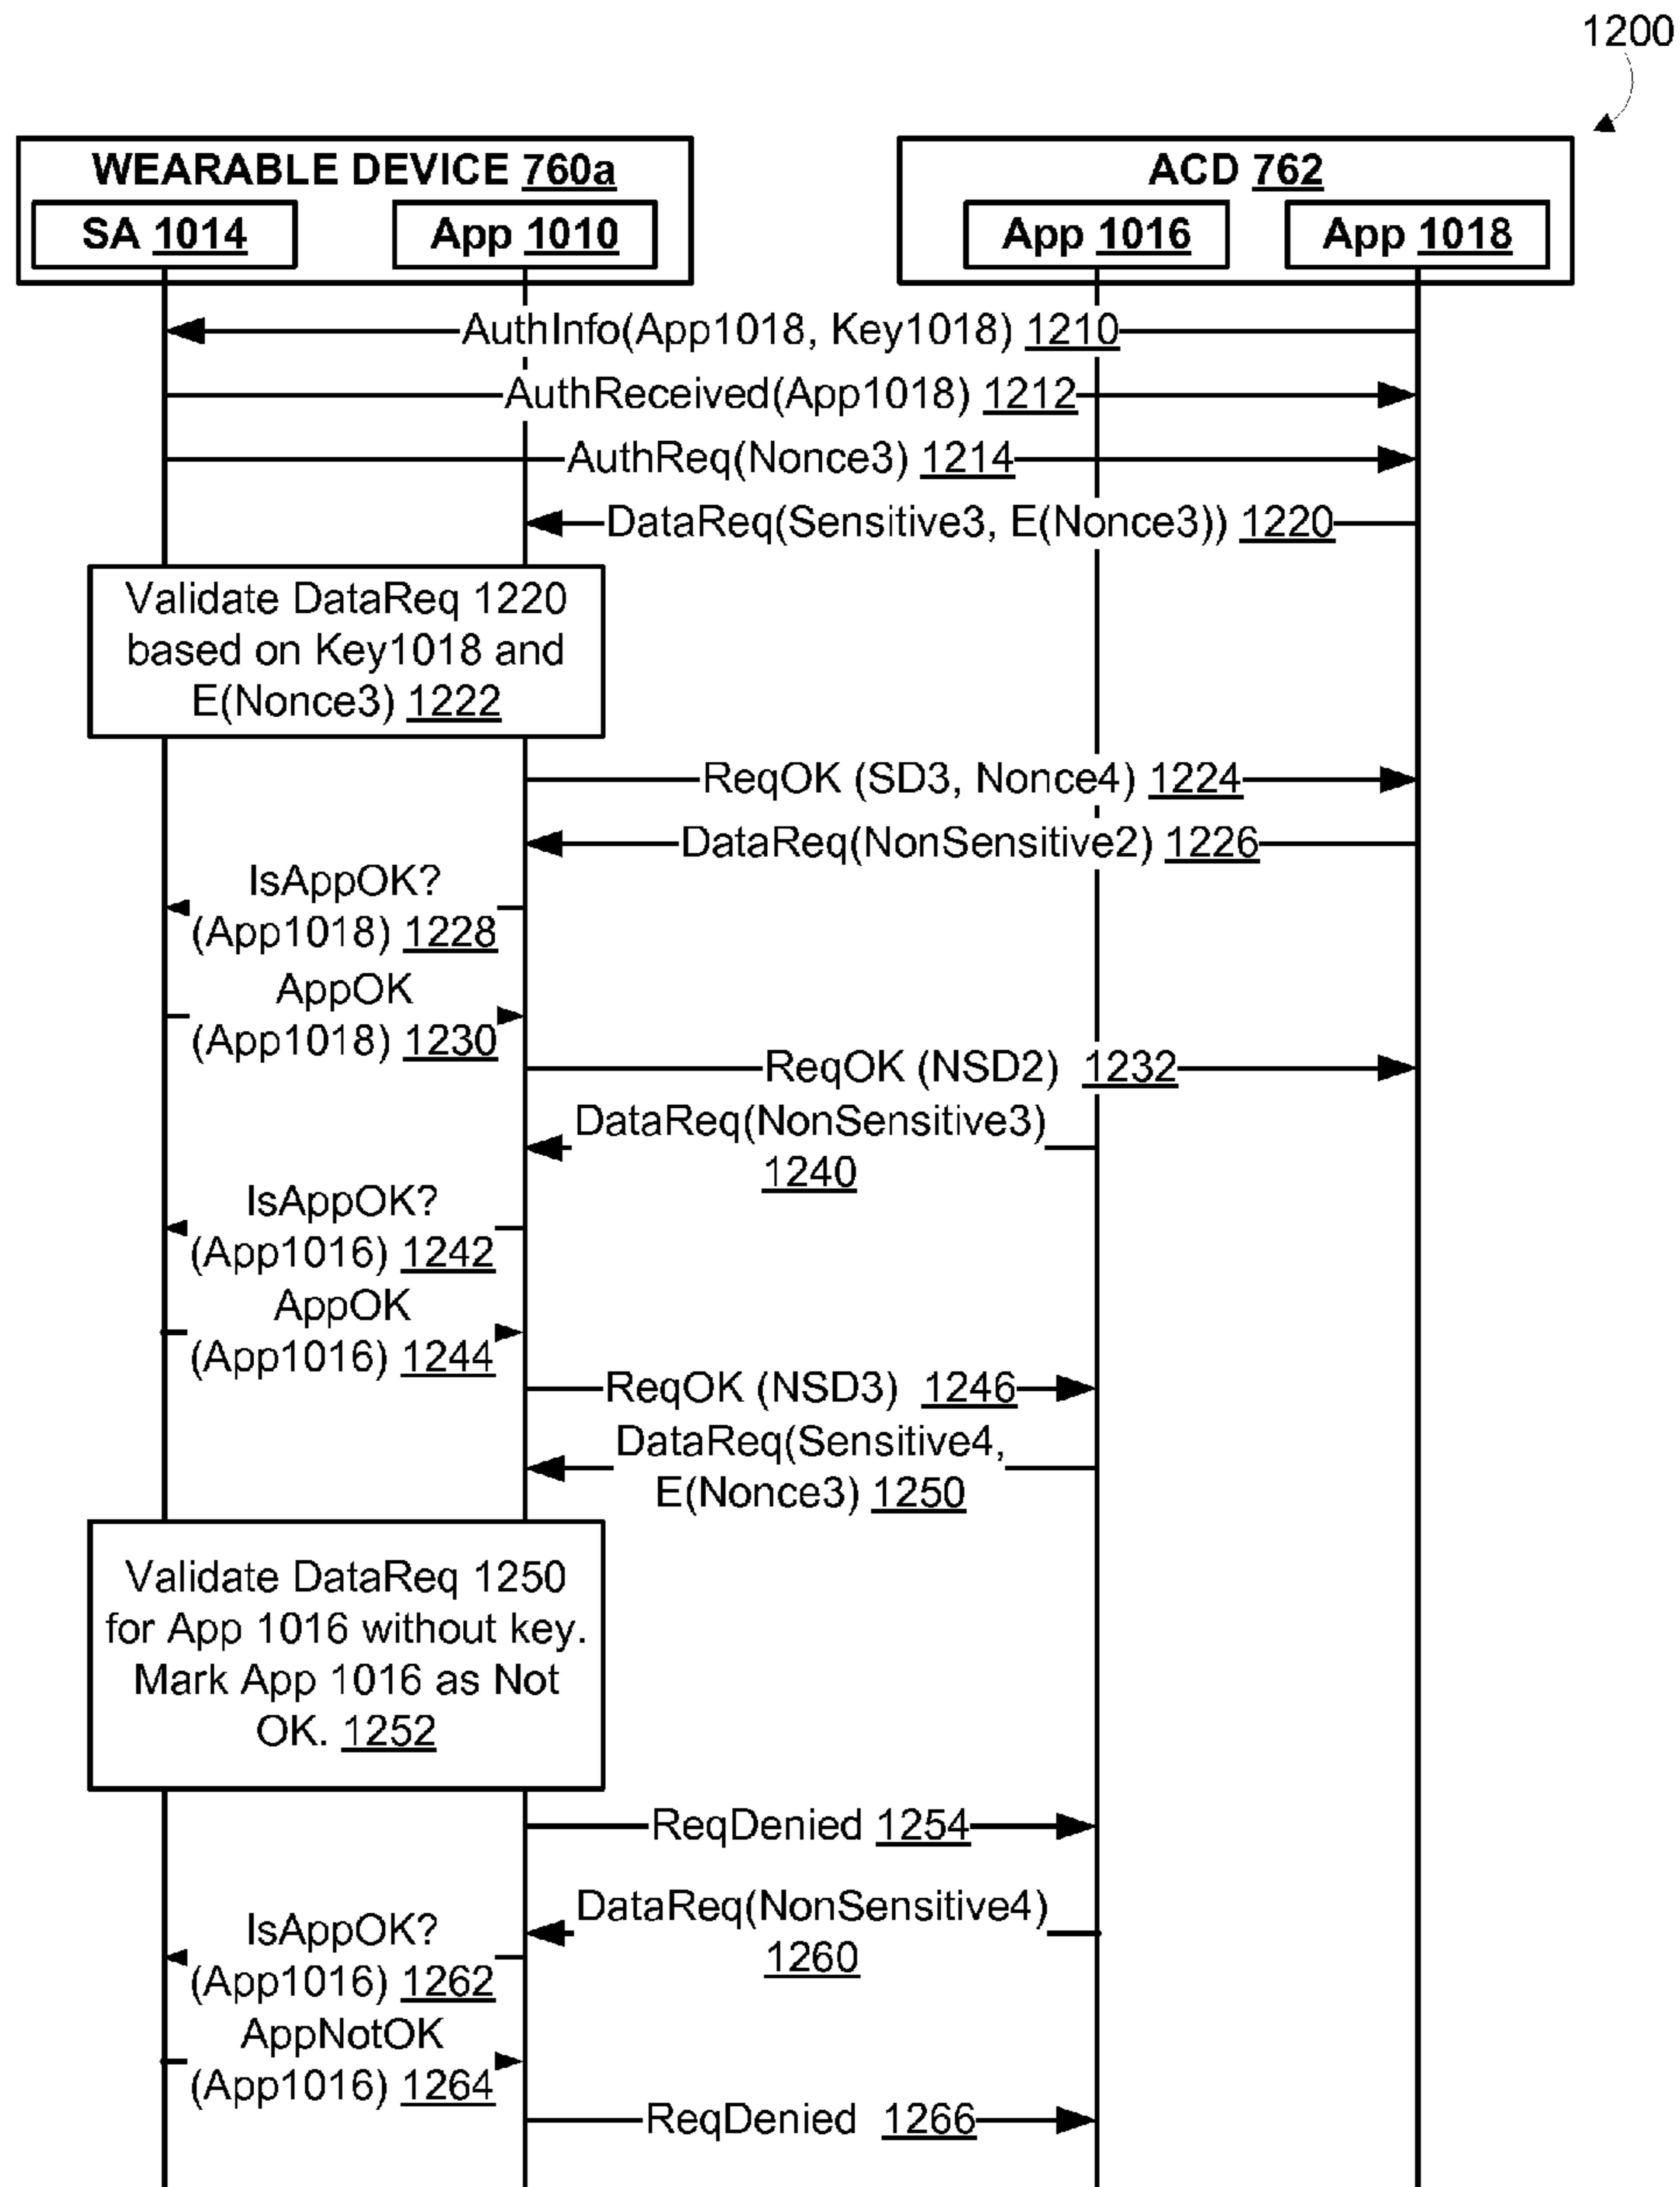 1200
WEARABLE DEVICE 760a
ACD 762
SA 1014
App 1010
App 1016
App 1018
AuthInfo(App1018, Key1018) 1210
AuthReceived(App1018) 1212
AuthReq(Nonce3) 1214
DataReq(Sensitive3, E(Nonce3)) 1220
Validate DataReq 1220
based on Key1018 and
E(Nonce3) 1222
ReqOK (SD3, Nonce4) 1224
DataReq(NonSensitive2) 1226
IsAppOK?
(App1018) 1228
AppOK
(App1018) 1230
ReqOK (NSD2) 1232
DataReq(NonSensitive3)
1240
IsAppOK?
(App1016) 1242
AppOK
(App1016) 1244
ReqOK (NSD3) 1246
DataReq(Sensitive4,
E(Nonce3) 1250
Validate DataReq 1250
for App 1016 without key.
Mark App 1016 as Not
OK. 1252
ReqDenied 1254
DataReq(NonSensitive4)
1260
IsAppOK?
(App1016) 1262
AppNotOK
(App1016) 1264
ReqDenied 1266